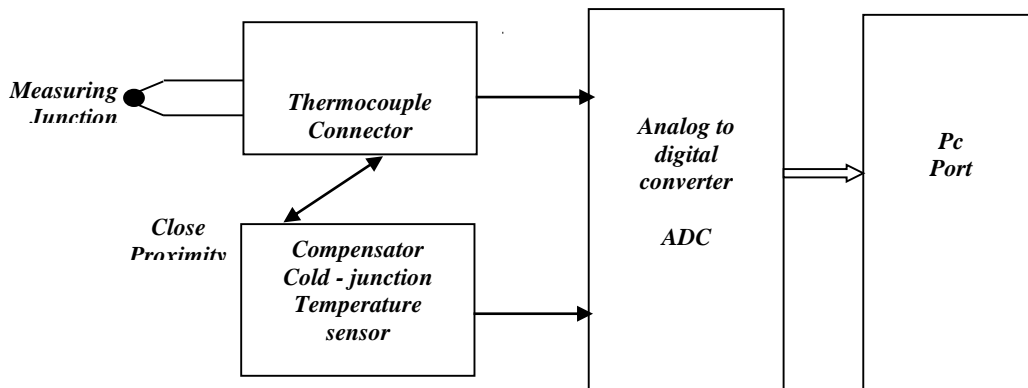 Measuring
Junction
Thermocouple
Connector
Analog to
digital
converter
ADC
Pc
Port
Close
Proximity
Compensator
Cold - junction
Temperature
sensor